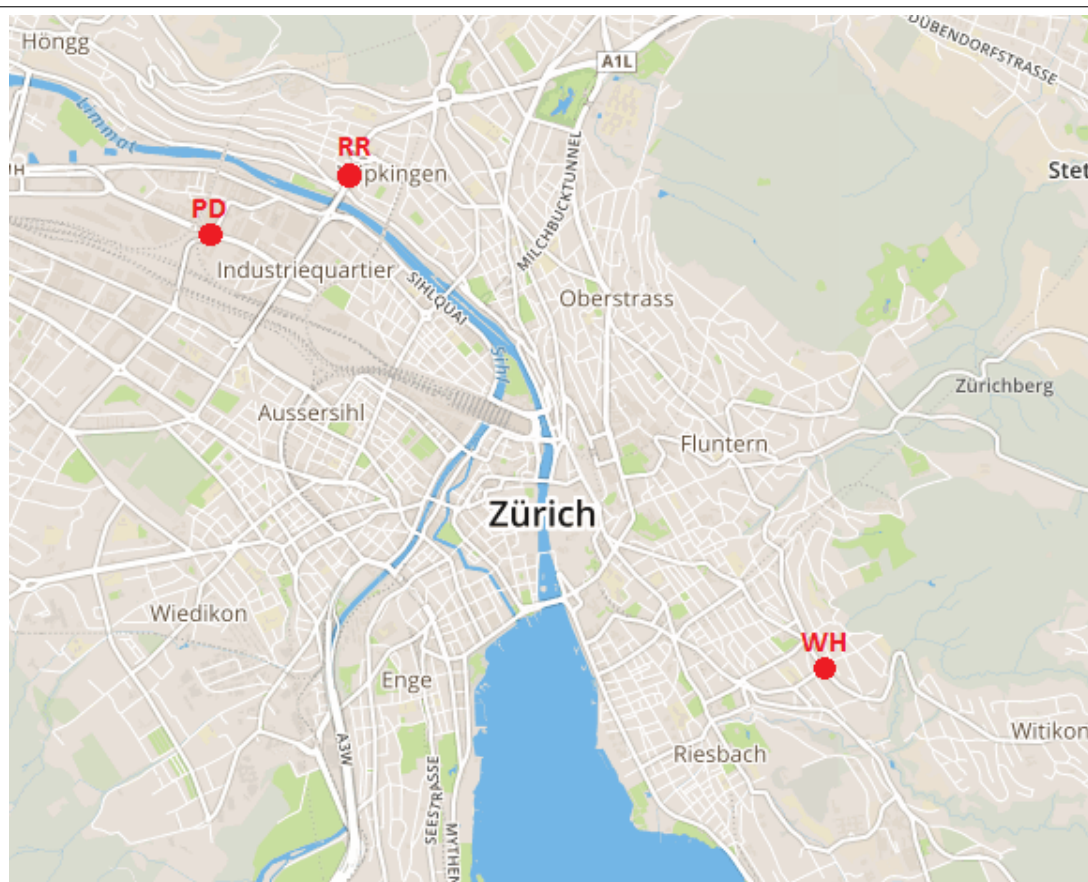 Höngg
DÜBENDORFSTRASSE
A1L
Limmat
RR
Stet
PD
MILCHBUCKTUNNEL
Industriequartier
SIHLQUAI
Oberstrass
Sihl
Zürichberg
Aussersihl
Fluntern
Zürich
Wiedikon
WH
Enge
Witikon
A3W
Riesbach
SEESTRASSE
MYTHEN